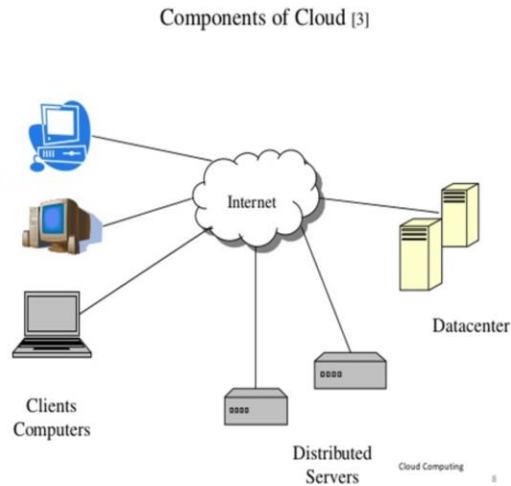 Components of Cloud [3]
Internet
Datacenter
Clients
Computers
Distributed
Servers
Cloud Computing
8